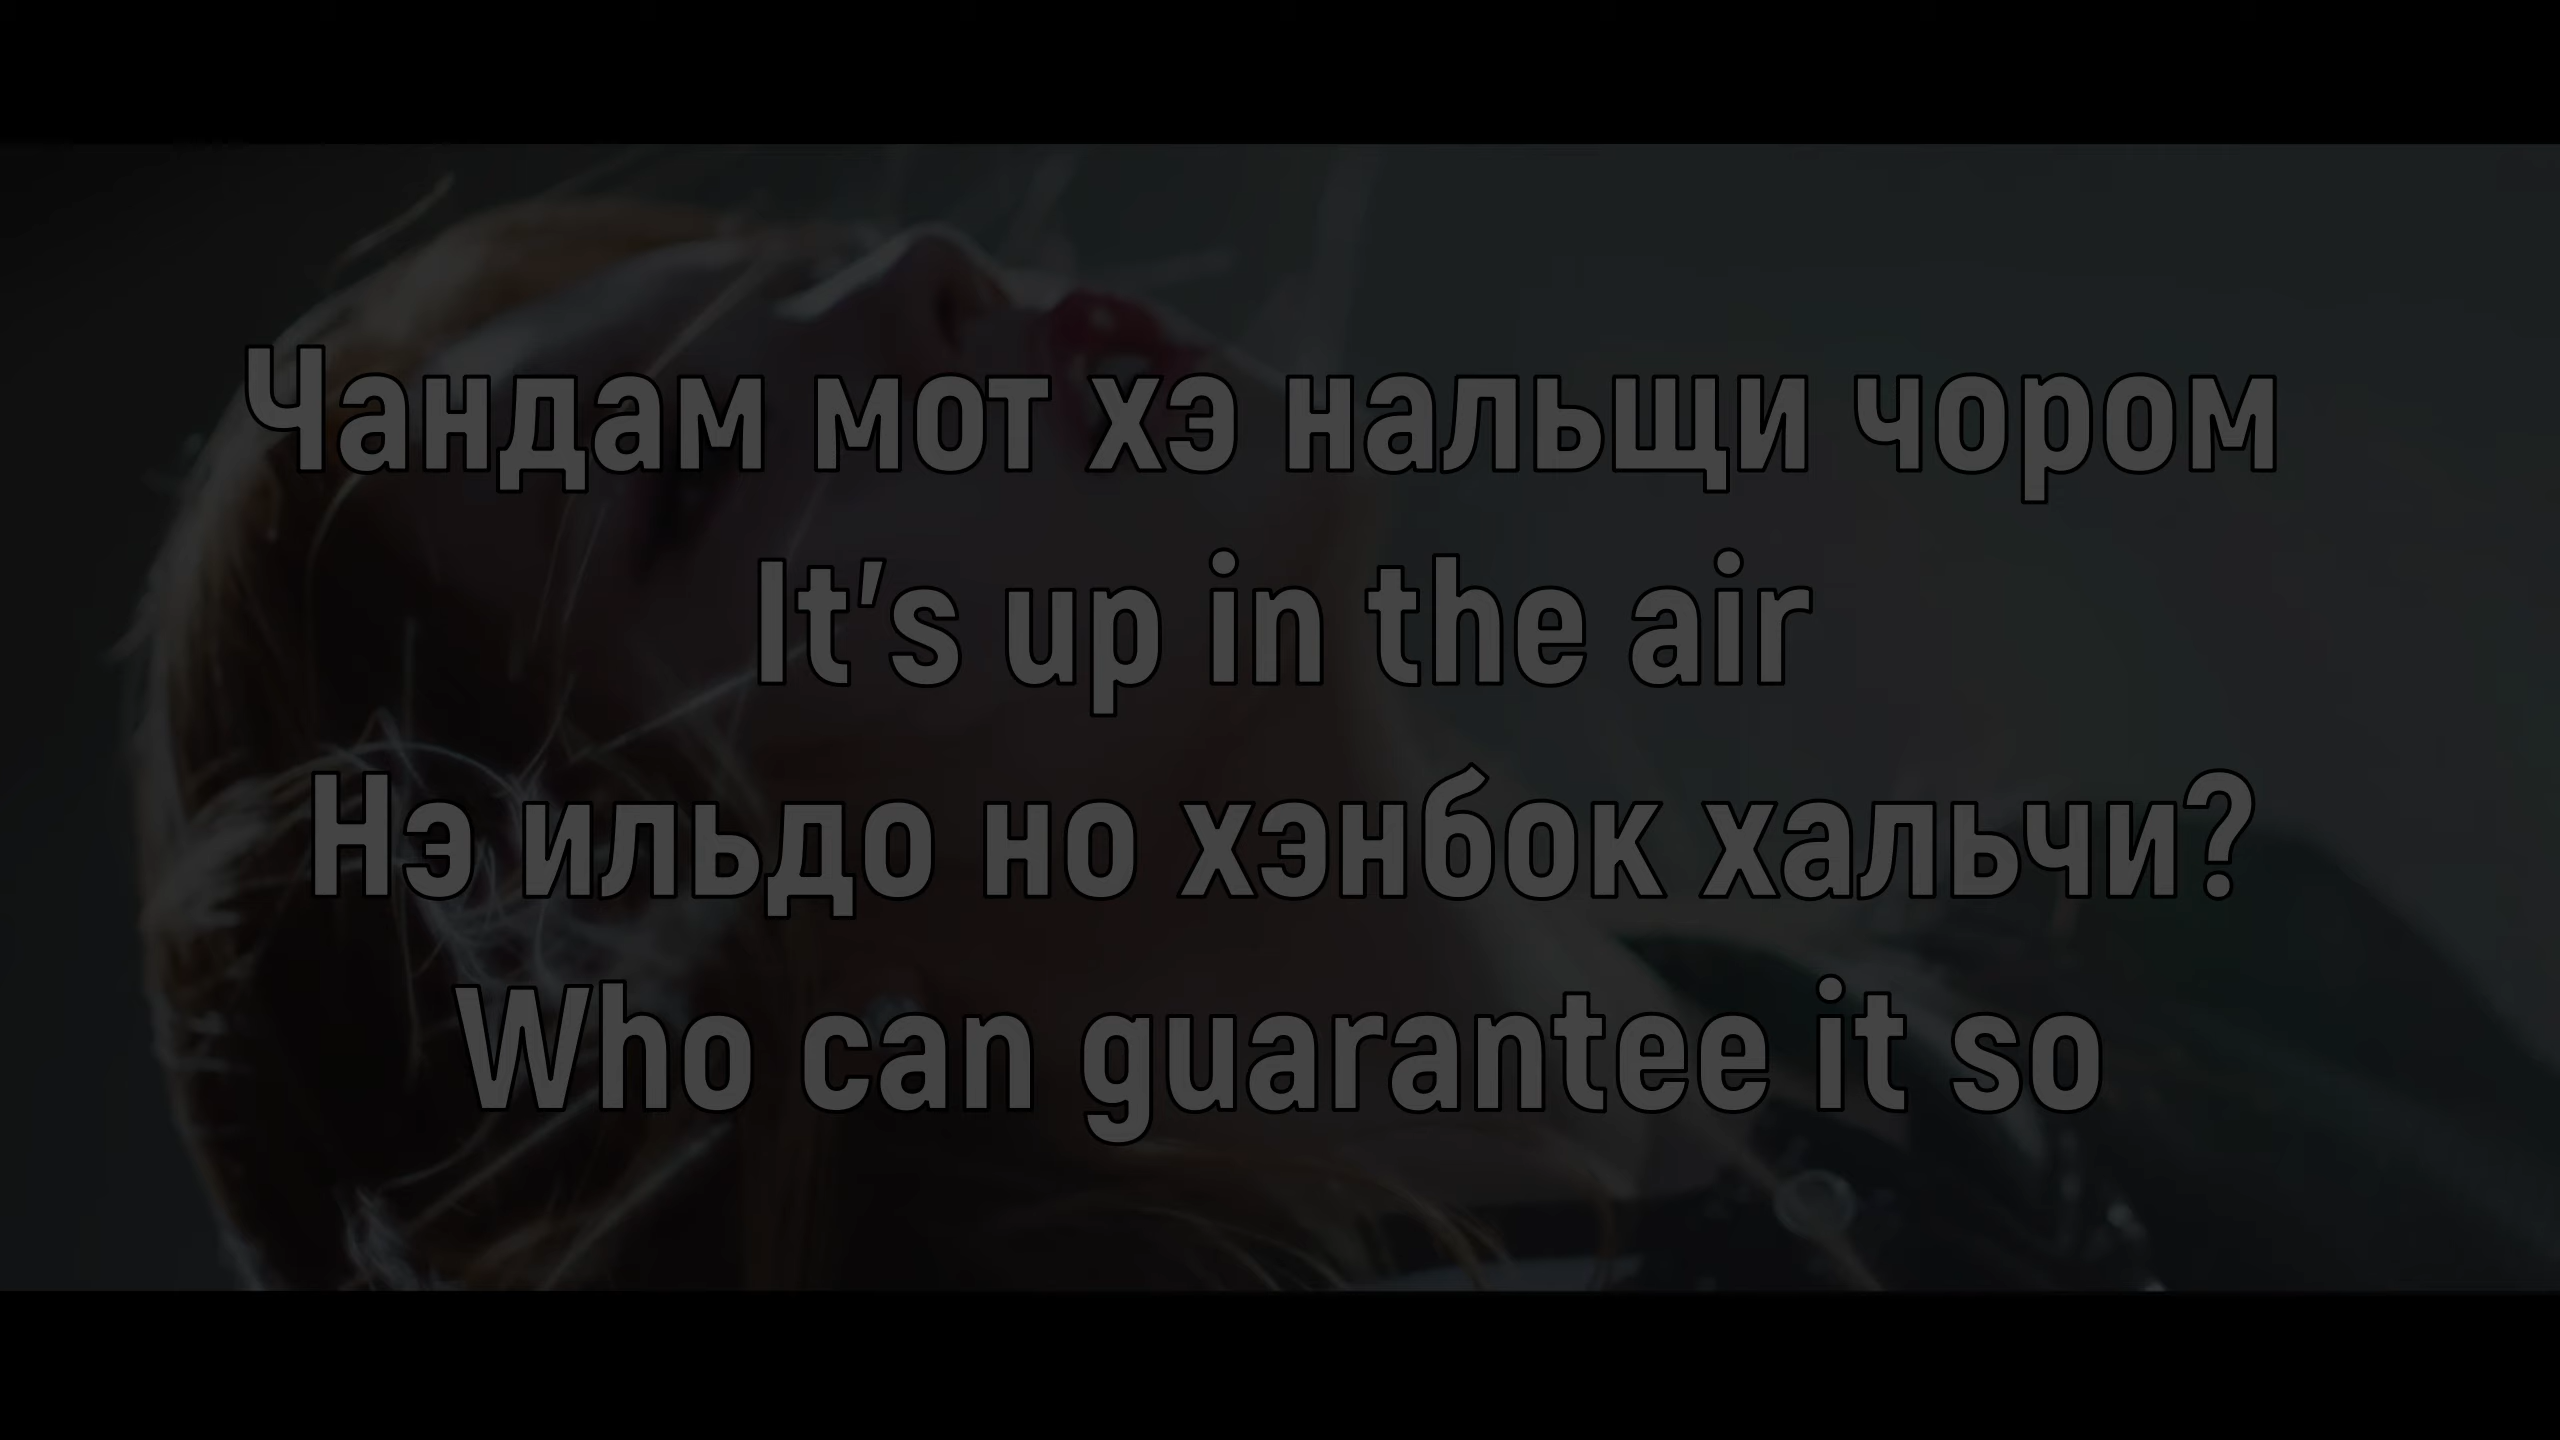 Чандам мот хэ нальщи чором
It's up in the air
Нэ ильдо но хэнбок хальчи?
Who can guarantee it so